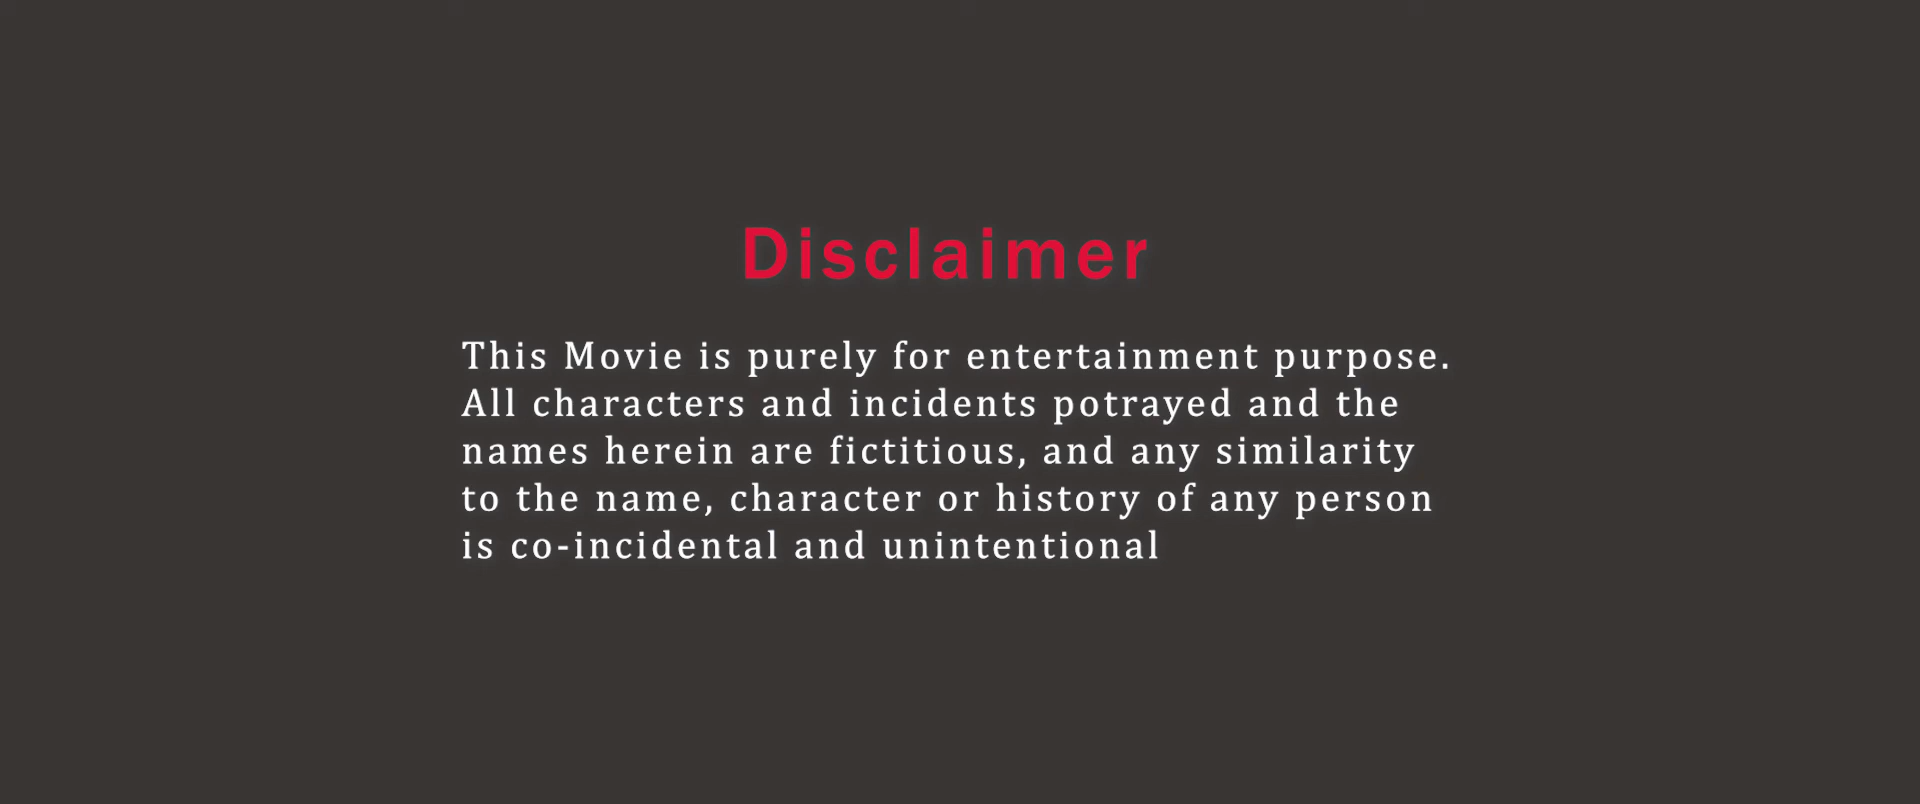 Disclaimer
This Movie is purely for entertainment purpose.
All characters and incidents potrayed and the
names herein are fictitious, and any similarity
to the name, character or history of any person
is co-incidental and unintentional